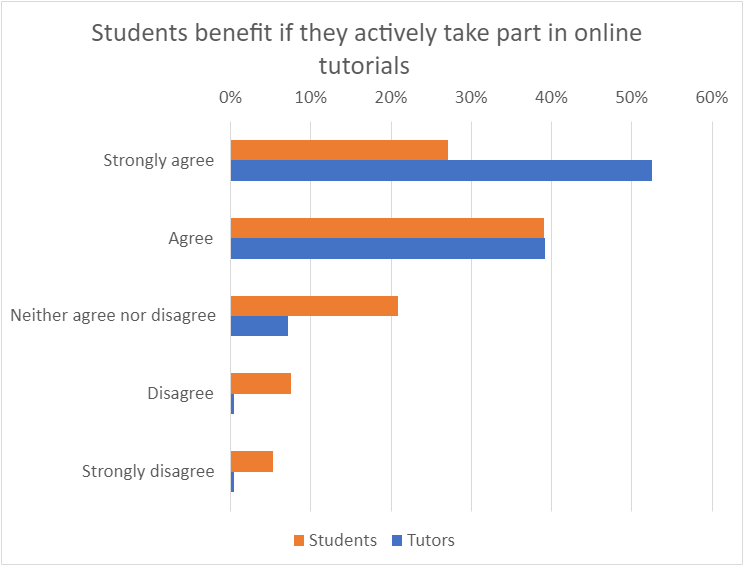 Students benefit if they actively take part in online
tutorials
0% 10% 20% 30% 40% 50% 60%
Strongly agree
Agree
Neither agree nor disagree
Disagree
Strongly disagree
Students Tutors